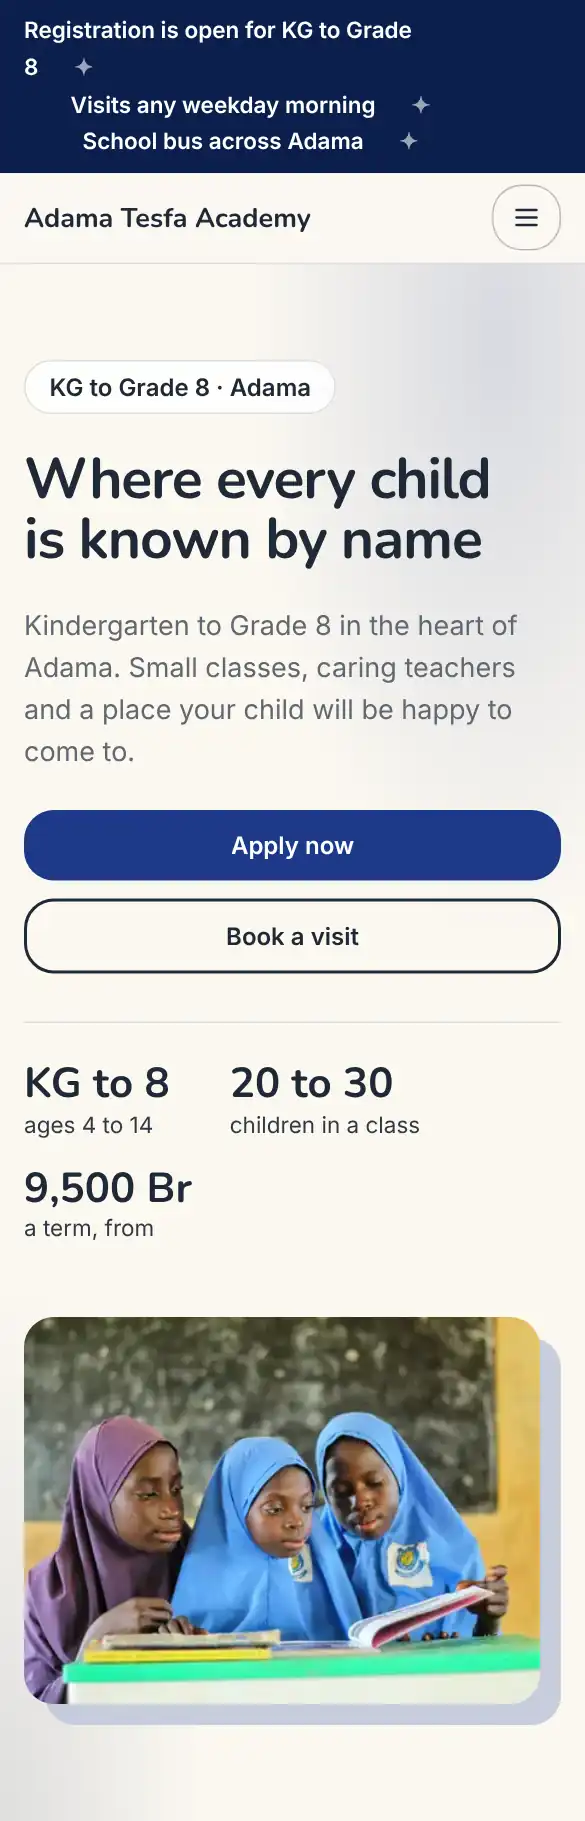 Registration is open for KG to Grade
8 ✦
Visits any weekday morning ✦
School bus across Adama ✦
Adama Tesfa Academy
KG to Grade 8 · Adama
Where every child
is known by name
Kindergarten to Grade 8 in the heart of
Adama. Small classes, caring teachers
and a place your child will be happy to
come to.
Apply now
Book a visit
KG to 8
ages 4 to 14
20 to 30
children in a class
9,500 Br
a term, from